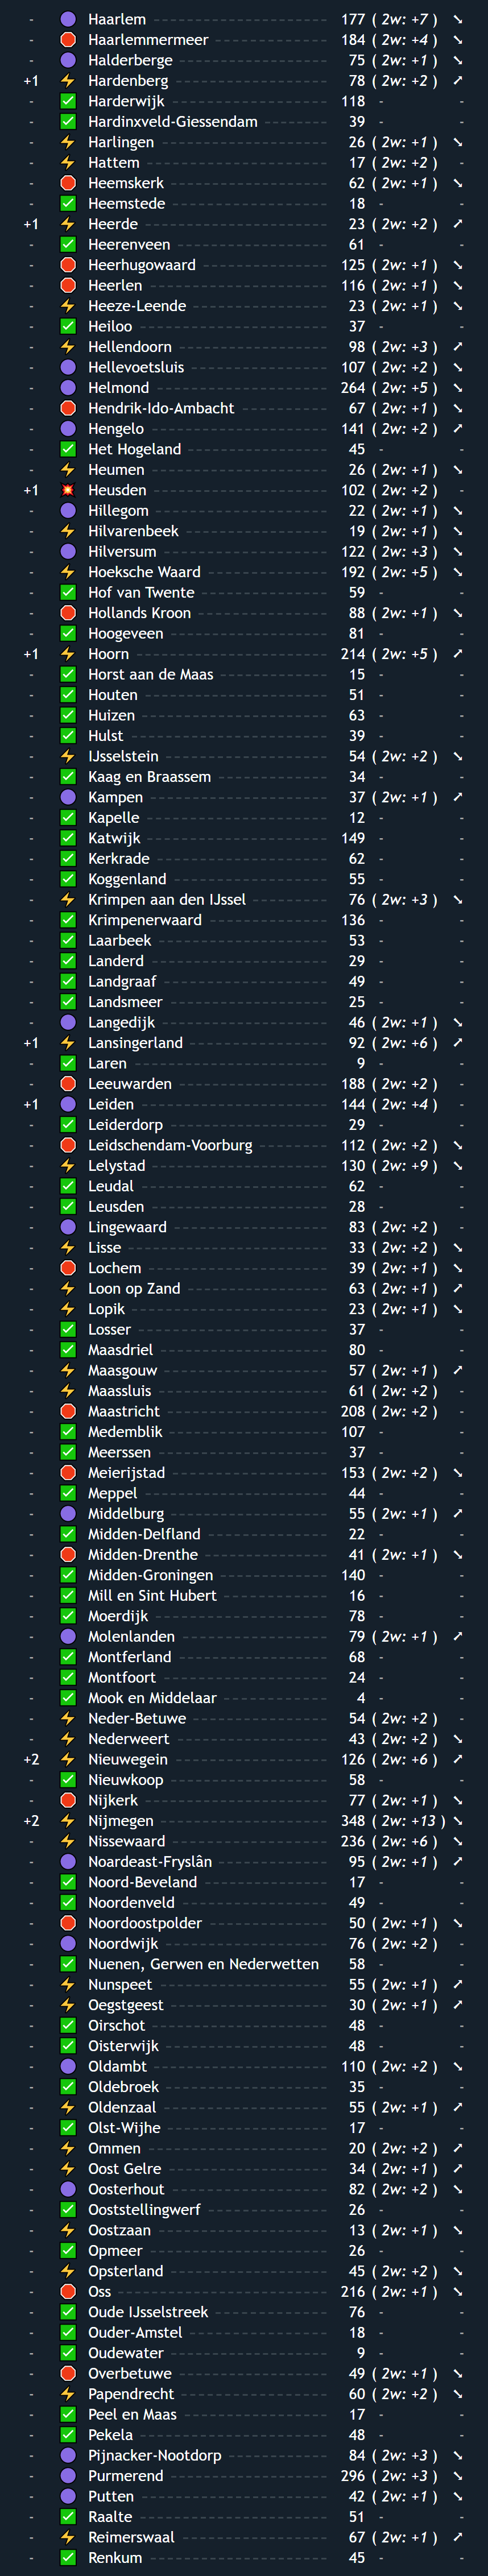 - Haarlem 177 ( 2w: +7 ) ↘
- Haarlemmermeer 184 ( 2w: +4 ) ↘
- Halderberge 75 ( 2w: +1 ) ↘
+1 ⚡ Hardenberg 78 ( 2w: +2 ) ↗
- ✅ Harderwijk 118 - -
- ✅ Hardinxveld-Giessendam 39 - -
- ⚡ Harlingen 26 ( 2w: +1 ) ↘
- ⚡ Hattem 17 ( 2w: +2 ) -
- Heemskerk 62 ( 2w: +1 ) ↘
- ✅ Heemstede 18 - -
+1 ⚡ Heerde 23 ( 2w: +2 ) ↗
- ✅ Heerenveen 61 - -
- Heerhugowaard 125 ( 2w: +1 ) ↘
- Heerlen 116 ( 2w: +1 ) ↘
- ⚡ Heeze-Leende 23 ( 2w: +1 ) ↘
- ✅ Heiloo 37 - -
- ⚡ Hellendoorn 98 ( 2w: +3 ) ↗
- Hellevoetsluis 107 ( 2w: +2 ) ↘
- Helmond 264 ( 2w: +5 ) ↘
- Hendrik-Ido-Ambacht 67 ( 2w: +1 ) ↘
- Hengelo 141 ( 2w: +2 ) ↗
- ✅ Het Hogeland 45 - -
- ⚡ Heumen 26 ( 2w: +1 ) ↘
+1 💥 Heusden 102 ( 2w: +2 ) -
- Hillegom 22 ( 2w: +1 ) ↘
- ⚡ Hilvarenbeek 19 ( 2w: +1 ) ↘
- Hilversum 122 ( 2w: +3 ) ↘
- ⚡ Hoeksche Waard 192 ( 2w: +5 ) ↘
- ✅ Hof van Twente 59 - -
- Hollands Kroon 88 ( 2w: +1 ) ↘
- ✅ Hoogeveen 81 - -
+1 ⚡ Hoorn 214 ( 2w: +5 ) ↗
- ✅ Horst aan de Maas 15 - -
- ✅ Houten 51 - -
- ✅ Huizen 63 - -
- ✅ Hulst 39 - -
- ⚡ IJsselstein 54 ( 2w: +2 ) ↘
- ✅ Kaag en Braassem 34 - -
- Kampen 37 ( 2w: +1 ) ↗
- ✅ Kapelle 12 - -
- ✅ Katwijk 149 - -
- ✅ Kerkrade 62 - -
- ✅ Koggenland 55 - -
- ⚡ Krimpen aan den IJssel 76 ( 2w: +3 ) ↘
- ✅ Krimpenerwaard 136 - -
- ✅ Laarbeek 53 - -
- ✅ Landerd 29 - -
- ✅ Landgraaf 49 - -
- ✅ Landsmeer 25 - -
- Langedijk 46 ( 2w: +1 ) ↘
+1 ⚡ Lansingerland 92 ( 2w: +6 ) ↗
- ✅ Laren 9 - -
- Leeuwarden 188 ( 2w: +2 ) -
+1 Leiden 144 ( 2w: +4 ) -
- ✅ Leiderdorp 29 - -
- Leidschendam-Voorburg 112 ( 2w: +2 ) ↘
- ⚡ Lelystad 130 ( 2w: +9 ) ↘
- ✅ Leudal 62 - -
- ✅ Leusden 28 - -
- Lingewaard 83 ( 2w: +2 ) -
- ⚡ Lisse 33 ( 2w: +2 ) ↘
- Lochem 39 ( 2w: +1 ) ↘
- ⚡ Loon op Zand 63 ( 2w: +1 ) ↗
- ⚡ Lopik 23 ( 2w: +1 ) ↘
- ✅ Losser 37 - -
- ✅ Maasdriel 80 - -
- ⚡ Maasgouw 57 ( 2w: +1 ) ↗
- ⚡ Maassluis 61 ( 2w: +2 ) -
- Maastricht 208 ( 2w: +2 ) -
- ✅ Medemblik 107 - -
- ✅ Meerssen 37 - -
- Meierijstad 153 ( 2w: +2 ) ↘
- ✅ Meppel 44 - -
- Middelburg 55 ( 2w: +1 ) ↗
- ✅ Midden-Delfland 22 - -
- Midden-Drenthe 41 ( 2w: +1 ) ↘
- ✅ Midden-Groningen 140 - -
- ✅ Mill en Sint Hubert 16 - -
- ✅ Moerdijk 78 - -
- Molenlanden 79 ( 2w: +1 ) ↗
- ✅ Montferland 68 - -
- ✅ Montfoort 24 - -
- ✅ Mook en Middelaar 4 - -
- ⚡ Neder-Betuwe 54 ( 2w: +2 ) -
- ⚡ Nederweert 43 ( 2w: +2 ) ↘
+2 ⚡ Nieuwegein 126 ( 2w: +6 ) ↗
- ✅ Nieuwkoop 58 - -
- Nijkerk 77 ( 2w: +1 ) ↘
+2 ⚡ Nijmegen 348 ( 2w: +13 ) ↘
- ⚡ Nissewaard 236 ( 2w: +6 ) ↘
- Noardeast-Fryslân 95 ( 2w: +1 ) ↗
- ✅ Noord-Beveland 17 - -
- ✅ Noordenveld 49 - -
- Noordoostpolder 50 ( 2w: +1 ) ↘
- Noordwijk 76 ( 2w: +2 ) -
- ✅ Nuenen, Gerwen en Nederwetten 58 - -
- ⚡ Nunspeet 55 ( 2w: +1 ) ↗
- ⚡ Oegstgeest 30 ( 2w: +1 ) ↗
- ✅ Oirschot 48 - -
- ✅ Oisterwijk 48 - -
- Oldambt 110 ( 2w: +2 ) ↘
- ✅ Oldebroek 35 - -
- ⚡ Oldenzaal 55 ( 2w: +1 ) ↗
- ✅ Olst-Wijhe 17 - -
- ⚡ Ommen 20 ( 2w: +2 ) ↗
- ⚡ Oost Gelre 34 ( 2w: +1 ) ↗
- Oosterhout 82 ( 2w: +2 ) ↘
- ✅ Ooststellingwerf 26 - -
- ⚡ Oostzaan 13 ( 2w: +1 ) ↘
- ✅ Opmeer 26 - -
- ⚡ Opsterland 45 ( 2w: +2 ) ↘
- Oss 216 ( 2w: +1 ) ↘
- ✅ Oude IJsselstreek 76 - -
- ✅ Ouder-Amstel 18 - -
- ✅ Oudewater 9 - -
- Overbetuwe 49 ( 2w: +1 ) ↘
- ⚡ Papendrecht 60 ( 2w: +2 ) ↘
- ✅ Peel en Maas 17 - -
- ✅ Pekela 48 - -
- Pijnacker-Nootdorp 84 ( 2w: +3 ) ↘
- Purmerend 296 ( 2w: +3 ) ↘
- Putten 42 ( 2w: +1 ) ↘
- ✅ Raalte 51 - -
- ⚡ Reimerswaal 67 ( 2w: +1 ) ↗
- ✅ Renkum 45 - -